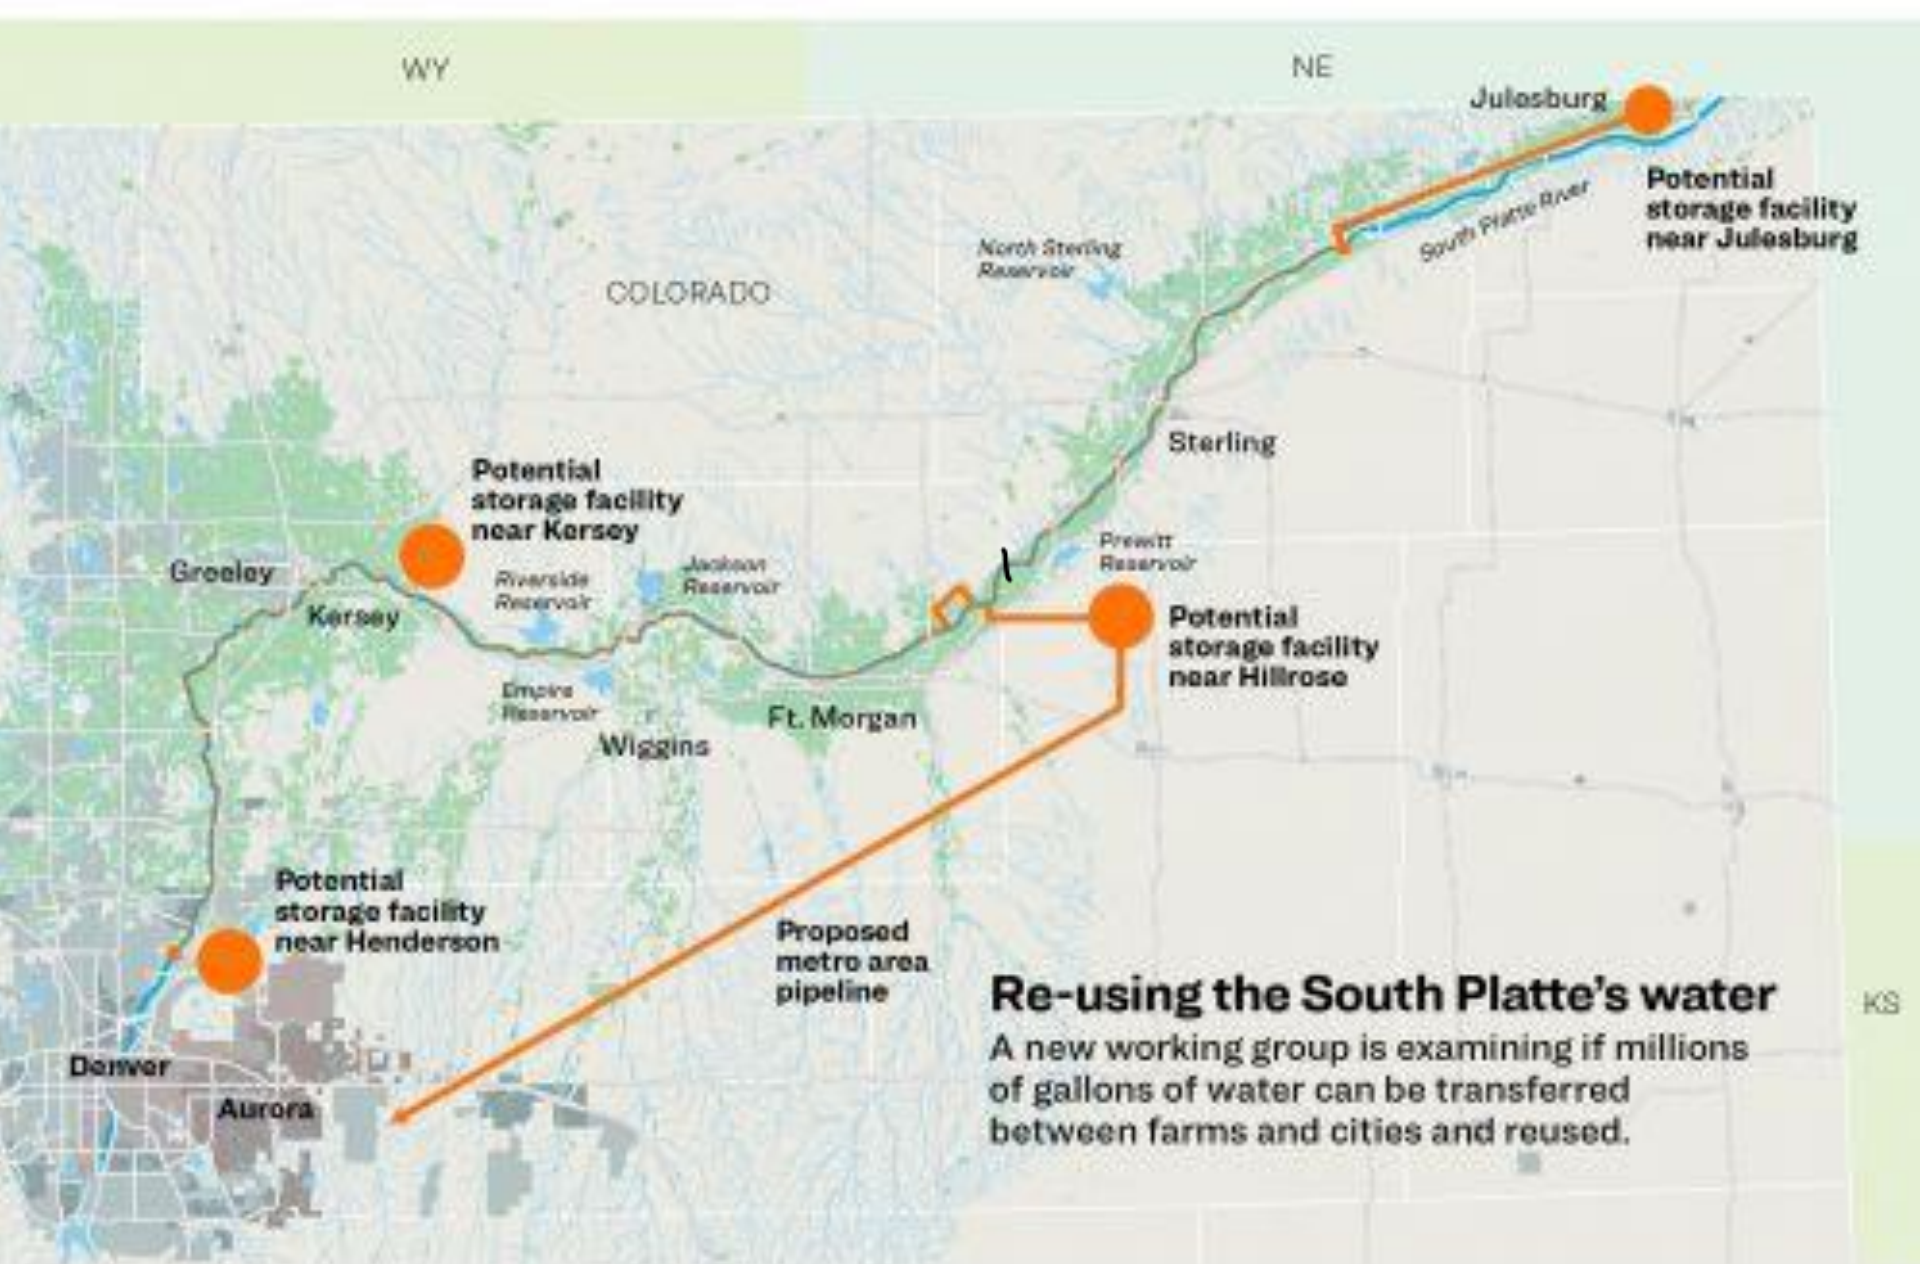 WY
NE
Julesburg
Potential
storage facility
near Julesburg
South Platte River
North Sterling
Reservoir
COLORADO
Sterling
Potential
storage facility
near Kersey
Prewitt
Reservoir
Greeley
Kersey
Riverside
Reservoir
Jackson
Reservoir
Potential
storage facility
near Hillrose
Empire
Reservoir
Wiggins
Ft. Morgan
Potential
storage facility
near Henderson
Proposed
metro area
pipeline
Re-using the South Platte's water
A new working group is examining if millions
of gallons of water can be transferred
between farms and cities and reused.
KS
Denver
Aurora